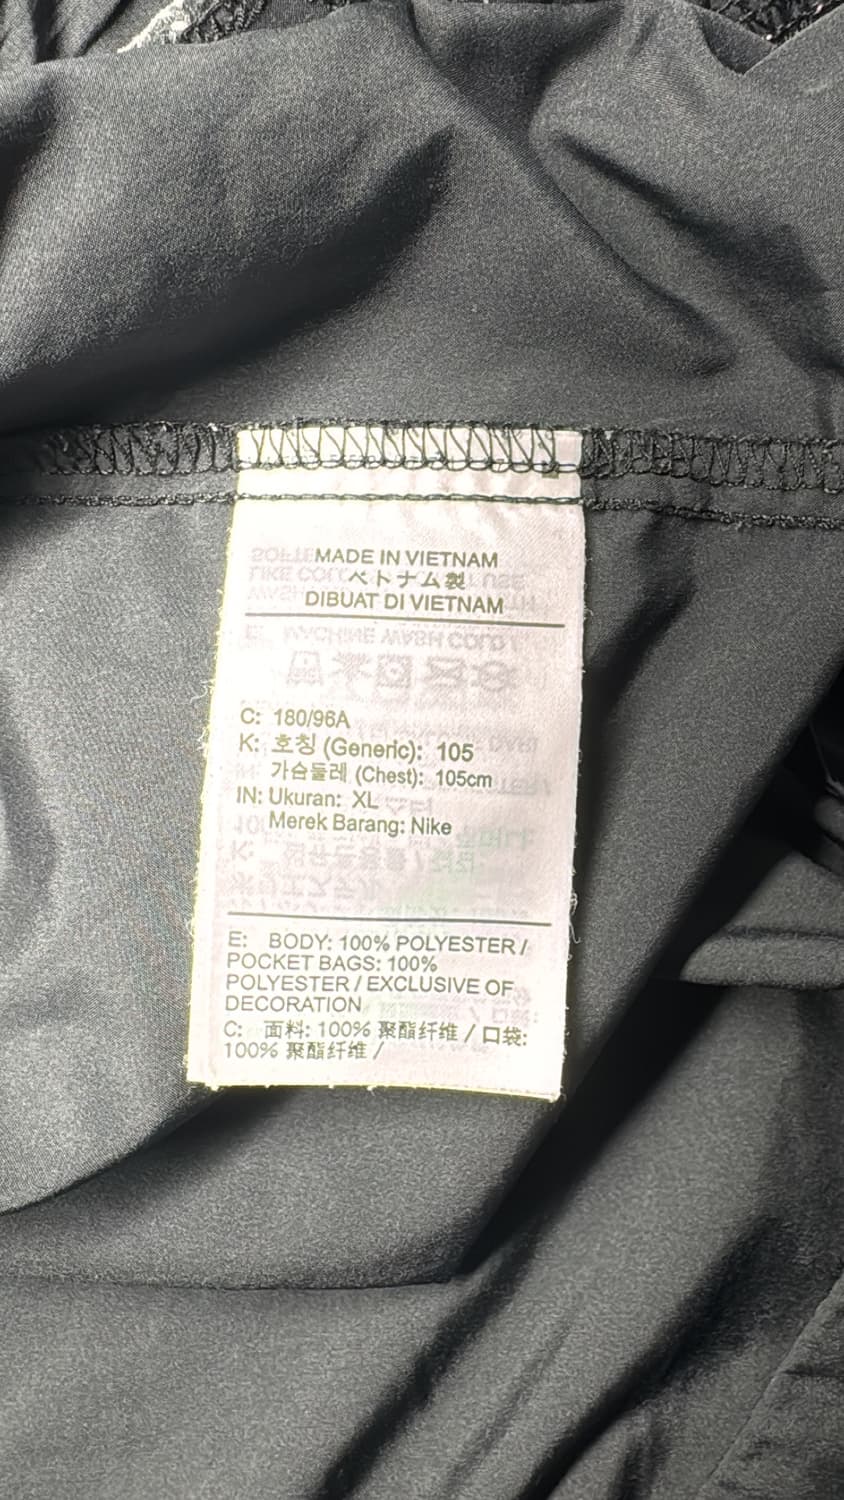 MADE IN VIETNAM
ベトナム製
DIBUAT DI VIETNAM
C: 180/96A
K: 호칭 (Generic): 105
가슴둘레 (Chest): 105cm
IN: Ukuran: XL
Merek Barang: Nike
E: BODY: 100% POLYESTER /
POCKET BAGS: 100%
POLYESTER / EXCLUSIVE OF
DECORATION
C: 面料: 100% 聚酯纤维 / 口袋:
100% 聚酯纤维 /